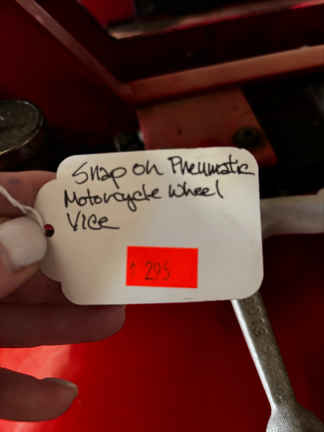 Snap on Pneumatic
Motorcycle Wheel
Vice
$ 295